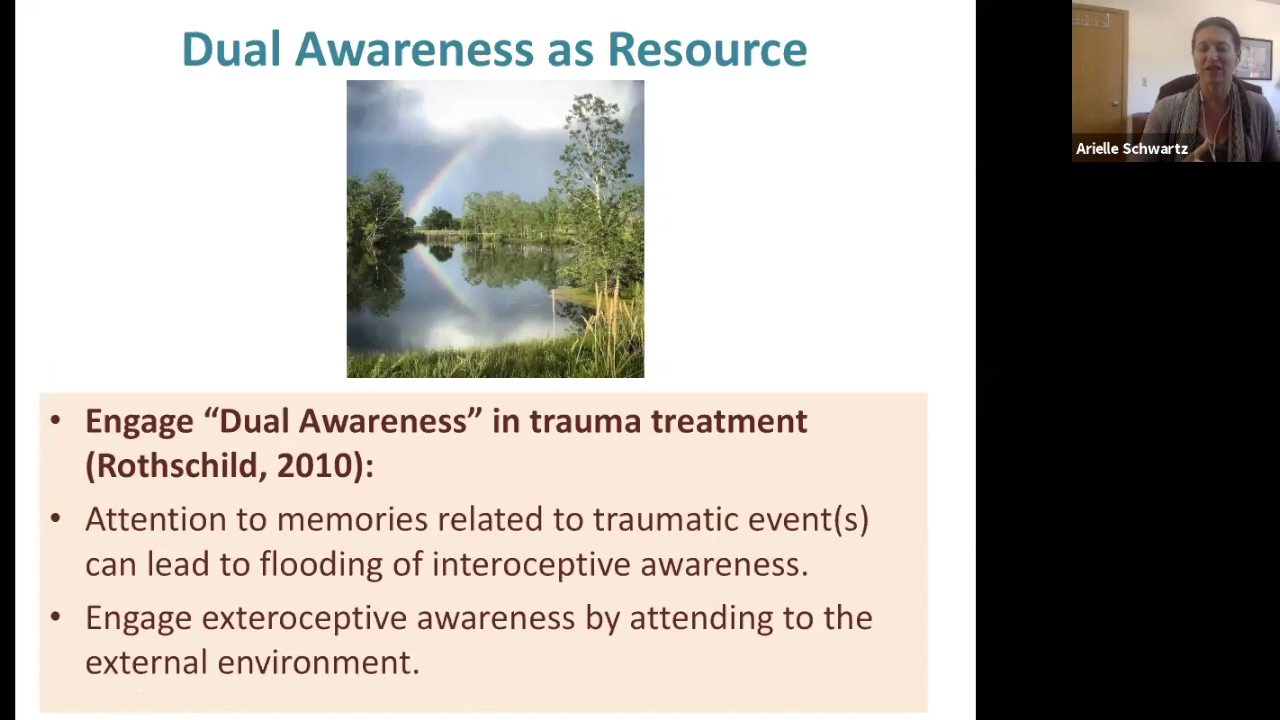 Dual Awareness as Resource
Arielle Schwartz
• Engage “Dual Awareness” in trauma treatment
(Rothschild, 2010):
• Attention to memories related to traumatic event(s)
can lead to flooding of interoceptive awareness.
• Engage exteroceptive awareness by attending to the
external environment.